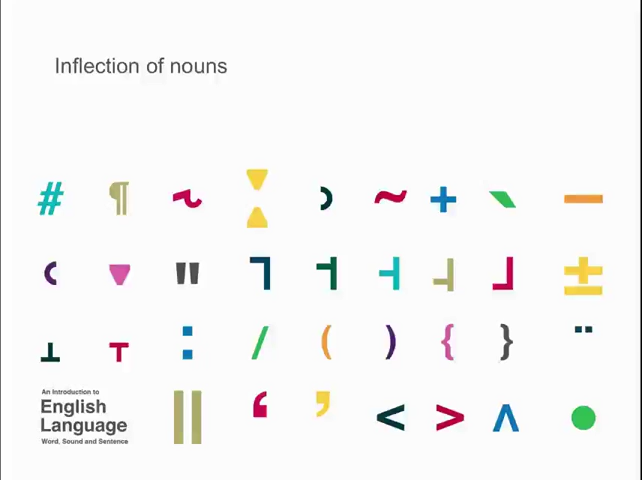 Inflection of nouns
# ¶ ~ +  −
" ±
: / ( ) { } ¨
An Introduction to
English
Language
Word, Sound and Sentence
‘ ’ < > ʌ ●